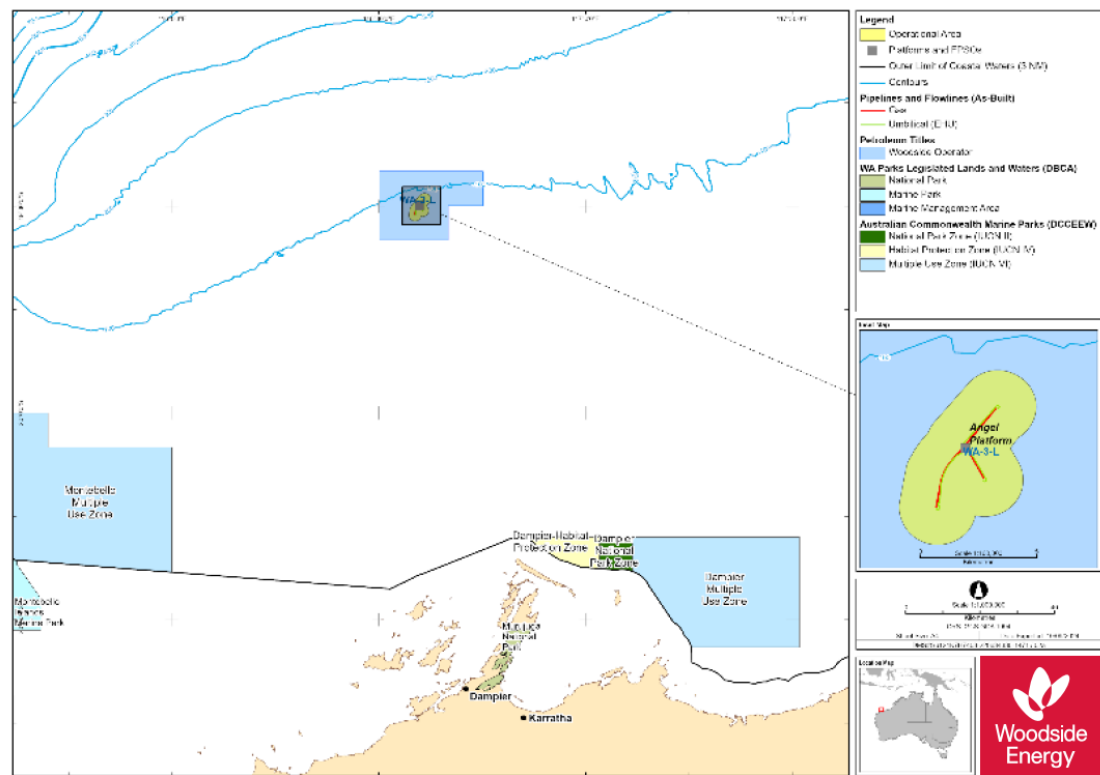 WA-3-L
Montebello
Multiple
Use Zone
Montebello
Islands
Marine Park
Dampier Habitat
Protection Zone
Dampier
National
Park Zone
Dampier
Multiple
Use Zone
Murujuga
National
Park
Dampier
Karratha
Legend
Operational Area
Platforms and FPSOs
Outer Limit of Coastal Waters (3 NM)
Contours
Pipelines and Flowlines (As-Built)
Gas
Umbilical (EHU)
Petroleum Titles
Woodside Operator
WA Parks Legislated Lands and Waters (DBCA)
National Park
Marine Park
Marine Management Area
Australian Commonwealth Marine Parks (DCCEEW)
National Park Zone (IUCN II)
Habitat Protection Zone (IUCN IV)
Multiple Use Zone (IUCN VI)
Angel
Platform
WA-3-L
Kilometres
Location Map
Woodside
Energy